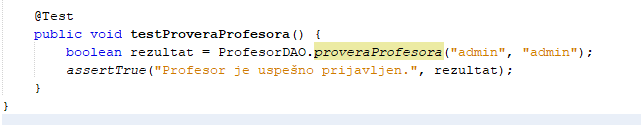 @Test
public void testProveraProfesora() {
boolean rezultat = ProfesorDAO.proveraProfesora("admin", "admin");
assertTrue("Profesor je uspešno prijavljen.", rezultat);
}
}